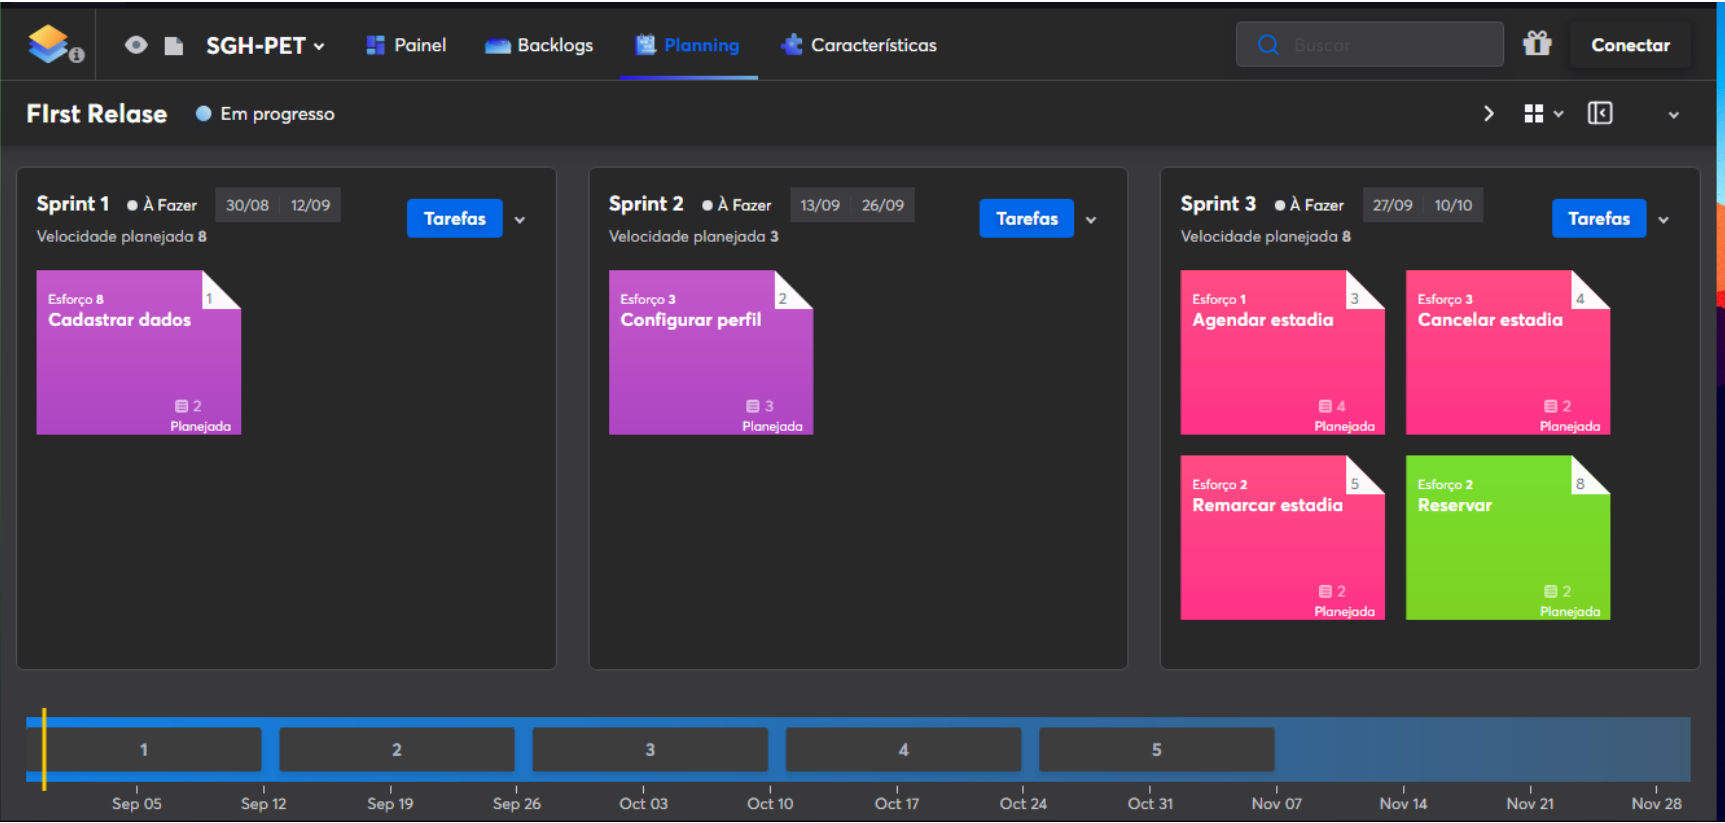 SGH-PET Painel Backlogs Planning Características Buscar Conectar
FIrst Relase Em progresso
Sprint 1 À Fazer 30/08 12/09 Tarefas
Velocidade planejada 8
Esforço 8 1
Cadastrar dados
2
Planejada
Sprint 2 À Fazer 13/09 26/09 Tarefas
Velocidade planejada 3
Esforço 3 2
Configurar perfil
3
Planejada
Sprint 3 À Fazer 27/09 10/10 Tarefas
Velocidade planejada 8
Esforço 1 3
Agendar estadia
4
Planejada
Esforço 3 4
Cancelar estadia
2
Planejada
Esforço 2 5
Remarcar estadia
2
Planejada
Esforço 2 8
Reservar
2
Planejada
1 2 3 4 5
Sep 05 Sep 12 Sep 19 Sep 26 Oct 03 Oct 10 Oct 17 Oct 24 Oct 31 Nov 07 Nov 14 Nov 21 Nov 28